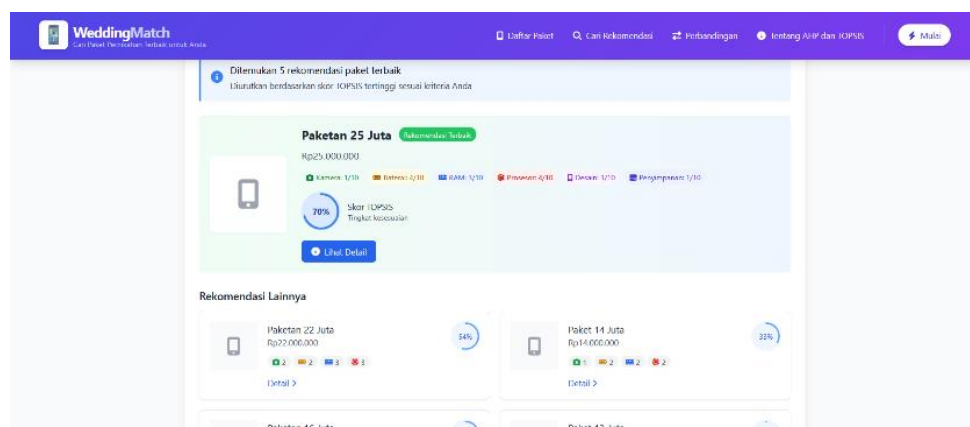 WeddingMatch
Cari Paket Pernikahan Terbaik untuk Anda
Daftar Paket
Cari Rekomendasi
Perbandingan
Tentang AHP dan TOPSIS
Mulai
Ditemukan 5 rekomendasi paket terbaik
Diurutkan berdasarkan skor TOPSIS tertinggi sesuai kriteria Anda
Paketan 25 Juta
Rekomendasi Terbaik
Rp25.000.000
Kamera: 1/10
Baterai:
RAM: 1/10
Prosesor: 4/10
Desain: 1/10
Penyimpanan: 1/10
70%
Skor TOPSIS
Tingkat kesesuaian
Lihat Detail
Rekomendasi Lainnya
Paketan 22 Juta
Rp22.000.000
54%
2 2 3 3
Detail >
Paket 14 Juta
Rp14.000.000
33%
1 2 2 2
Detail >